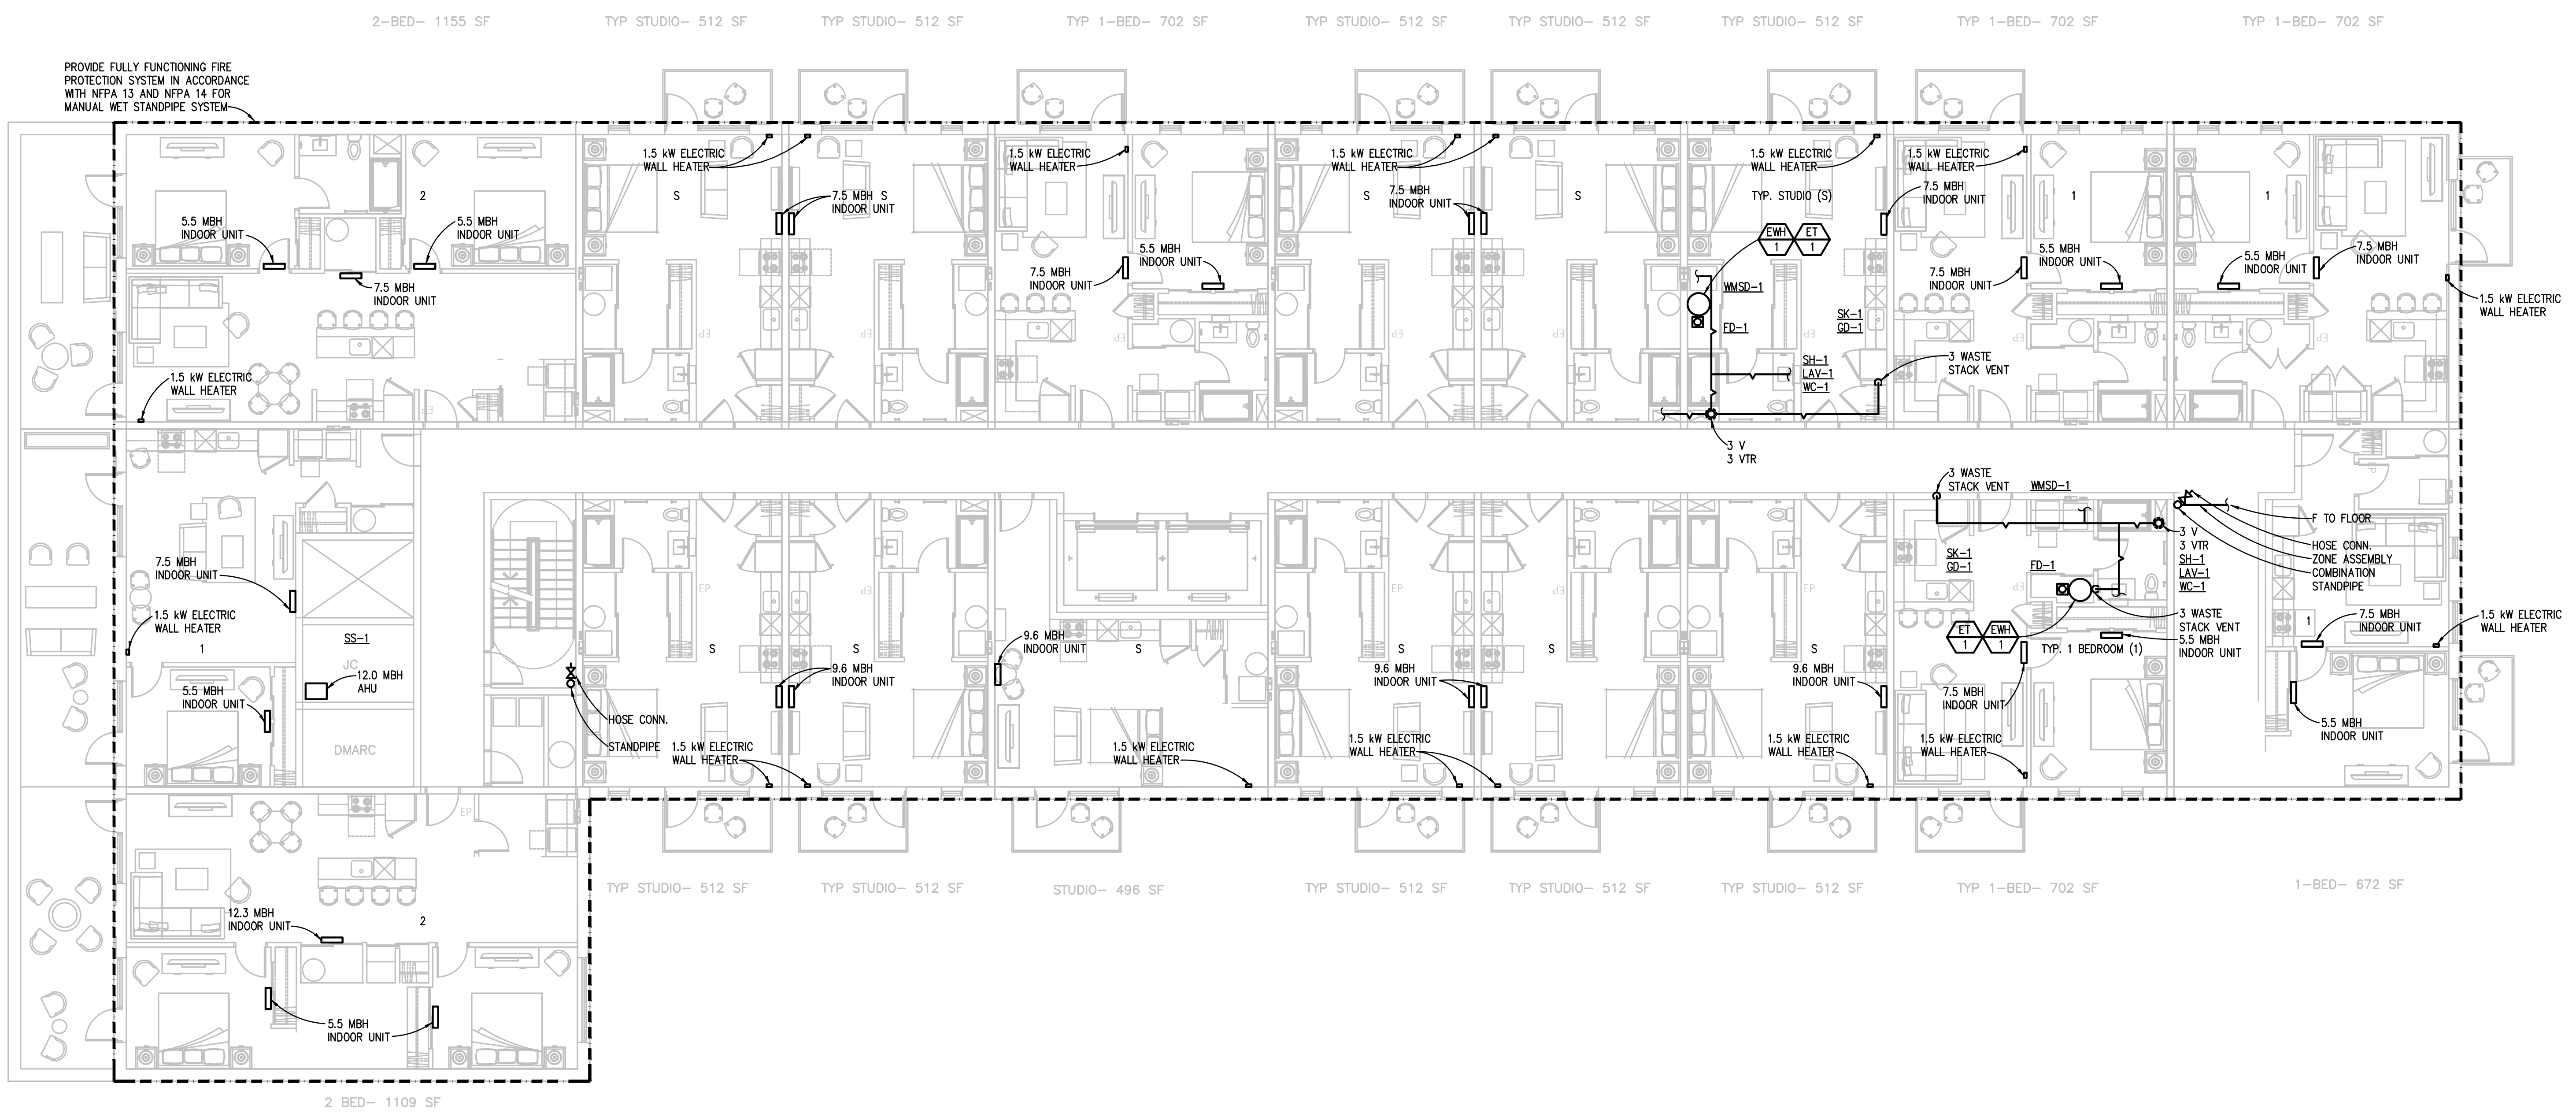 2-BED- 1155 SF
TYP STUDIO- 512 SF
TYP STUDIO- 512 SF
TYP 1-BED- 702 SF
TYP STUDIO- 512 SF
TYP STUDIO- 512 SF
TYP STUDIO- 512 SF
TYP 1-BED- 702 SF
TYP 1-BED- 702 SF
PROVIDE FULLY FUNCTIONING FIRE
PROTECTION SYSTEM IN ACCORDANCE
WITH NFPA 13 AND NFPA 14 FOR
MANUAL WET STANDPIPE SYSTEM
1.5 kW ELECTRIC
WALL HEATER
1.5 kW ELECTRIC
WALL HEATER
1.5 kW ELECTRIC
WALL HEATER
1.5 kW ELECTRIC
WALL HEATER
1.5 kW ELECTRIC
WALL HEATER
2
S
7.5 MBH
INDOOR UNIT
S
S
7.5 MBH
INDOOR UNIT
S
TYP. STUDIO (S)
7.5 MBH
INDOOR UNIT
1
1
5.5 MBH
INDOOR UNIT
5.5 MBH
INDOOR UNIT
7.5 MBH
INDOOR UNIT
7.5 MBH
INDOOR UNIT
5.5 MBH
INDOOR UNIT
EWH
1
ET
1
7.5 MBH
INDOOR UNIT
5.5 MBH
INDOOR UNIT
5.5 MBH
INDOOR UNIT
7.5 MBH
INDOOR UNIT
1.5 kW ELECTRIC
WALL HEATER
WMSD-1
FD-1
SK-1
GD-1
EP
EP
EP
EP
EP
EP
EP
EP
SH-1
LAV-1
WC-1
3 WASTE
STACK VENT
1.5 kW ELECTRIC
WALL HEATER
EP
3 V
3 VTR
3 WASTE
STACK VENT
WMSD-1
EP
F TO FLOOR
HOSE CONN.
ZONE ASSEMBLY
COMBINATION
STANDPIPE
3 V
3 VTR
SH-1
LAV-1
WC-1
SK-1
GD-1
FD-1
7.5 MBH
INDOOR UNIT
1.5 kW ELECTRIC
WALL HEATER
1
SS-1
JC
12.0 MBH
AHU
5.5 MBH
INDOOR UNIT
DMARC
HOSE CONN.
STANDPIPE
EP
EP
EP
EP
EP
S
S
9.6 MBH
INDOOR UNIT
9.6 MBH
INDOOR UNIT
S
S
S
S
9.6 MBH
INDOOR UNIT
9.6 MBH
INDOOR UNIT
ET
1
EWH
1
TYP. 1 BEDROOM (1)
3 WASTE
STACK VENT
5.5 MBH
INDOOR UNIT
7.5 MBH
INDOOR UNIT
1
7.5 MBH
INDOOR UNIT
1.5 kW ELECTRIC
WALL HEATER
5.5 MBH
INDOOR UNIT
1.5 kW ELECTRIC
WALL HEATER
1.5 kW ELECTRIC
WALL HEATER
1.5 kW ELECTRIC
WALL HEATER
1.5 kW ELECTRIC
WALL HEATER
1.5 kW ELECTRIC
WALL HEATER
EP
12.3 MBH
INDOOR UNIT
2
5.5 MBH
INDOOR UNIT
TYP STUDIO- 512 SF
TYP STUDIO- 512 SF
STUDIO- 496 SF
TYP STUDIO- 512 SF
TYP STUDIO- 512 SF
TYP STUDIO- 512 SF
TYP 1-BED- 702 SF
1-BED- 672 SF
2 BED- 1109 SF